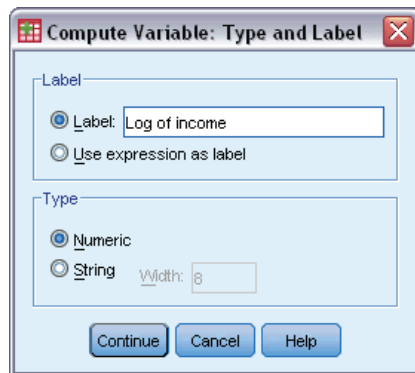 Compute Variable: Type and Label
Label
Label: Log of income
Use expression as label
Type
Numeric
String Width: 8
Continue Cancel Help